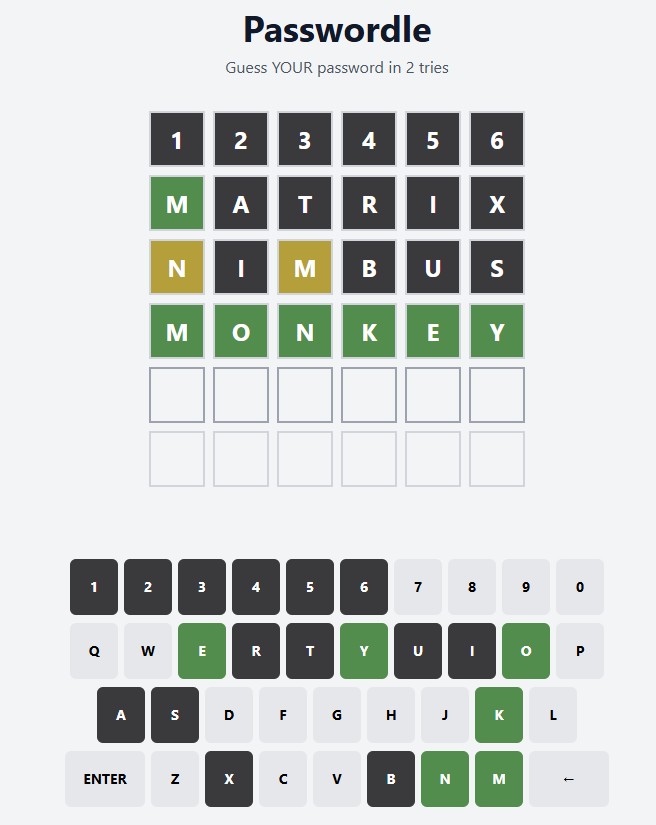 Passwordle
Guess YOUR password in 2 tries
1 2 3 4 5 6
M A T R I X
N I M B U S
M O N K E Y
1 2 3 4 5 6 7 8 9 0
Q W E R T Y U I O P
A S D F G H J K L
ENTER Z X C V B N M ←